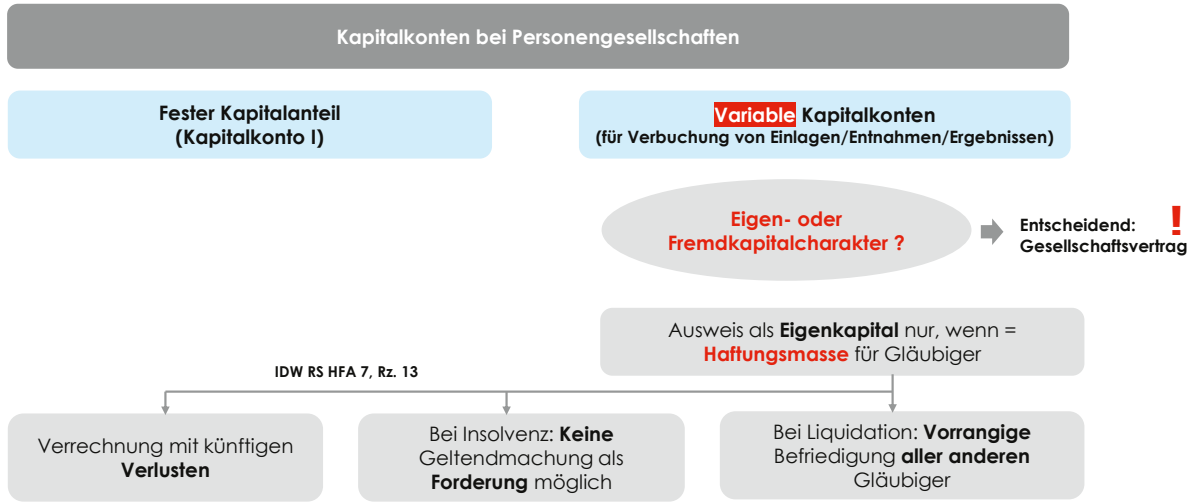 Kapitalkonten bei Personengesellschaften
Fester Kapitalanteil
(Kapitalkonto I)
Variable Kapitalkonten
(für Verbuchung von Einlagen/Entnahmen/Ergebnissen)
Eigen- oder
Fremdkapitalcharakter ?
Entscheidend:
Gesellschaftsvertrag
!
Ausweis als Eigenkapital nur, wenn =
Haftungsmasse für Gläubiger
IDW RS HFA 7, Rz. 13
Verrechnung mit künftigen
Verlusten
Bei Insolvenz: Keine
Geltendmachung als
Forderung möglich
Bei Liquidation: Vorrangige
Befriedigung aller anderen
Gläubiger